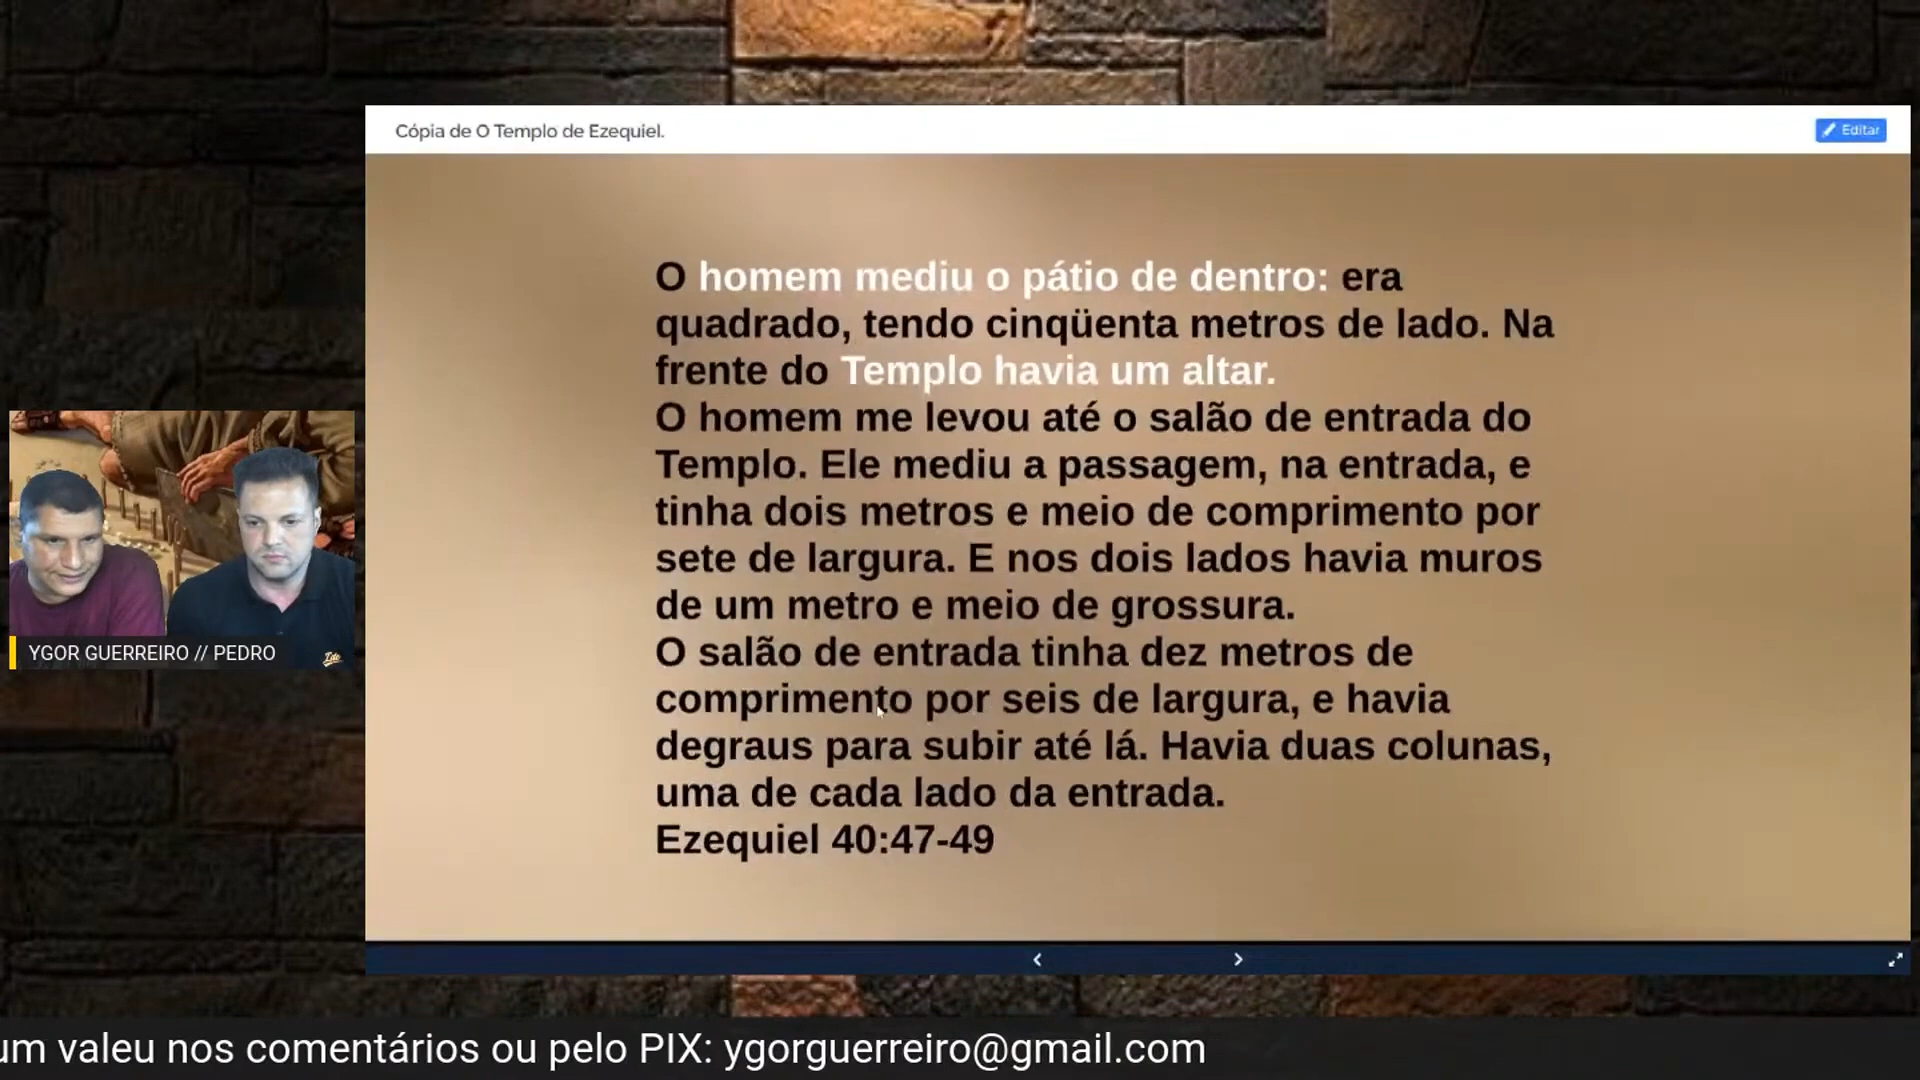 Cópia de O Templo de Ezequiel.
Editar
O homem mediu o pátio de dentro: era
quadrado, tendo cinqüenta metros de lado. Na
frente do Templo havia um altar.
O homem me levou até o salão de entrada do
Templo. Ele mediu a passagem, na entrada, e
tinha dois metros e meio de comprimento por
sete de largura. E nos dois lados havia muros
de um metro e meio de grossura.
O salão de entrada tinha dez metros de
comprimento por seis de largura, e havia
degraus para subir até lá. Havia duas colunas,
uma de cada lado da entrada.
Ezequiel 40:47-49
YGOR GUERREIRO // PEDRO
um valeu nos comentários ou pelo PIX: ygorguerreiro@gmail.com